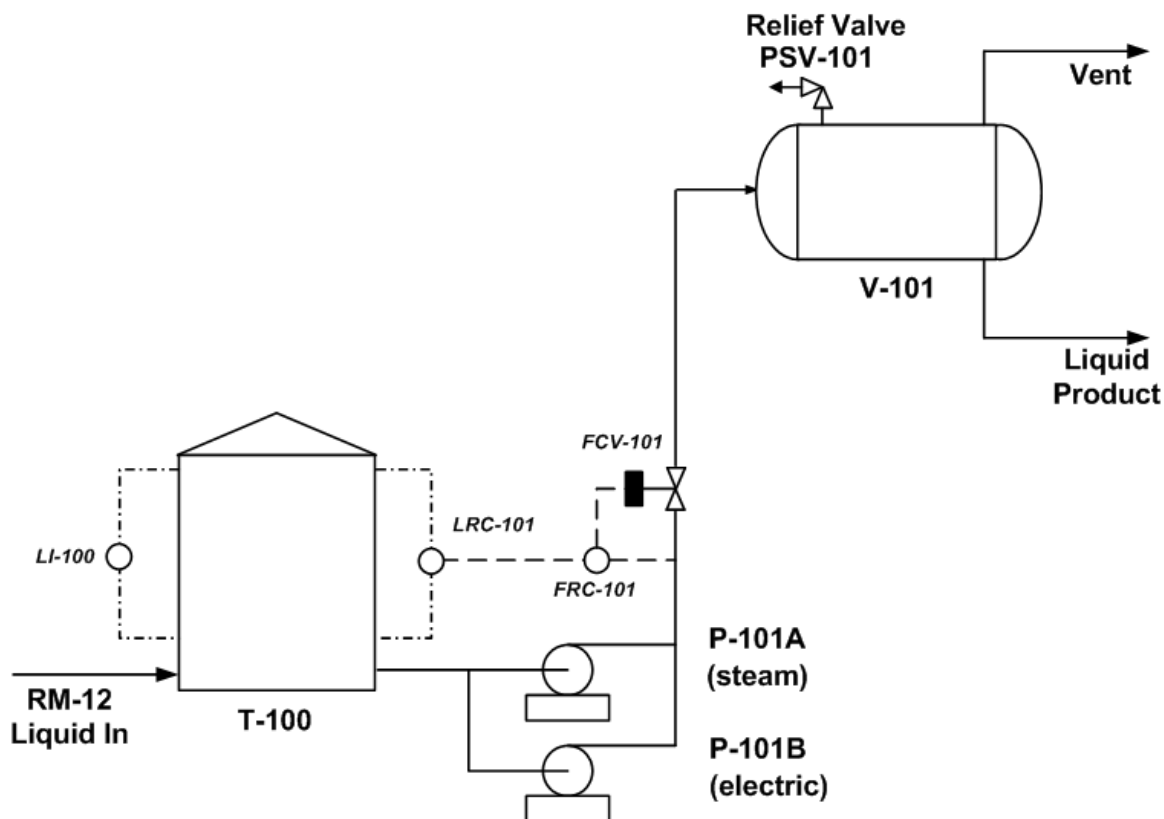 Relief Valve
PSV-101
Vent
V-101
Liquid
Product
FCV-101
LRC-101
LI-100
FRC-101
P-101A
(steam)
RM-12
Liquid In
T-100
P-101B
(electric)